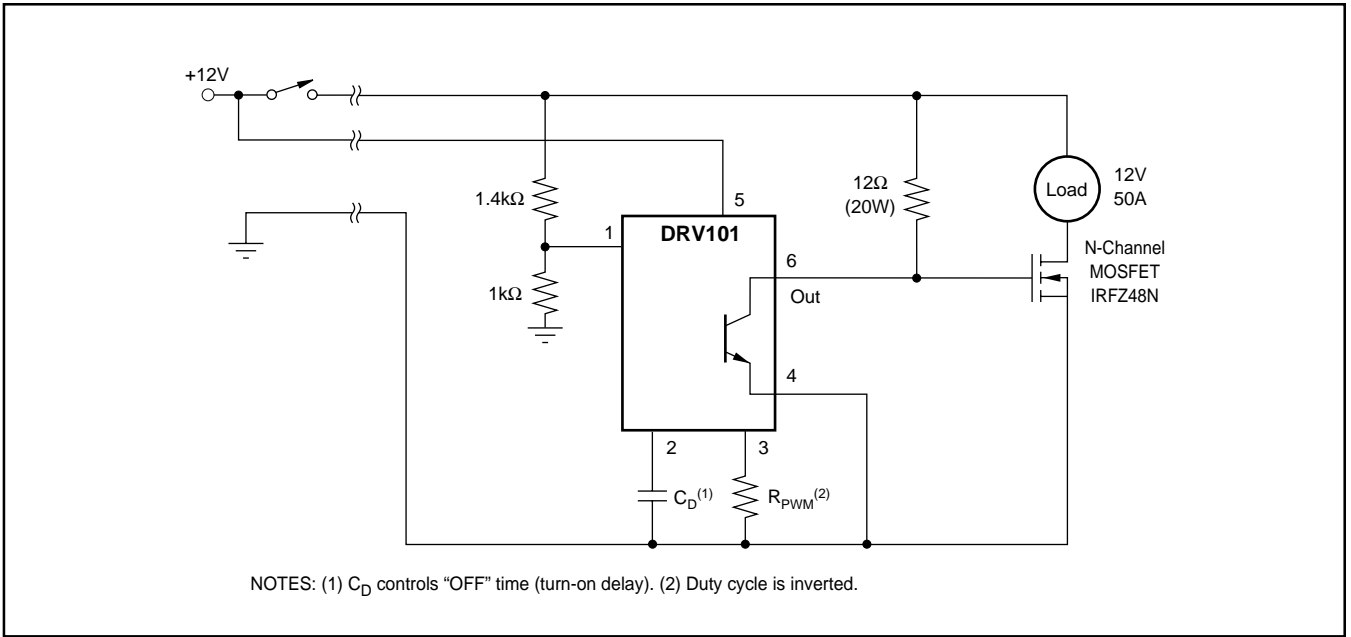 +12V
1.4kΩ
1kΩ
1
5
DRV101
6
Out
4
2
3
C_D(1)
R_PWM(2)
12Ω
(20W)
Load
12V
50A
N-Channel
MOSFET
IRFZ48N
NOTES: (1) C_D controls “OFF” time (turn-on delay). (2) Duty cycle is inverted.